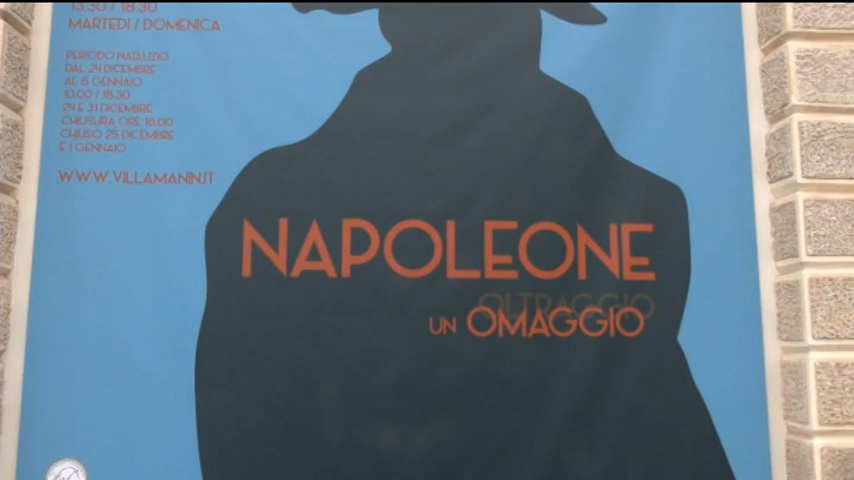 13.30 / 18.30
MARTEDÌ / DOMENICA
PERIODO NATALIZIO
DAL 24 DICEMBRE
AL 6 GENNAIO
10.00 / 18.30
24 E 31 DICEMBRE
CHIUSURA ORE 16.00
CHIUSO 25 DICEMBRE
E 1 GENNAIO
WWW.VILLAMANIN.IT
NAPOLEONE
OLTRAGGIO
UN OMAGGIO